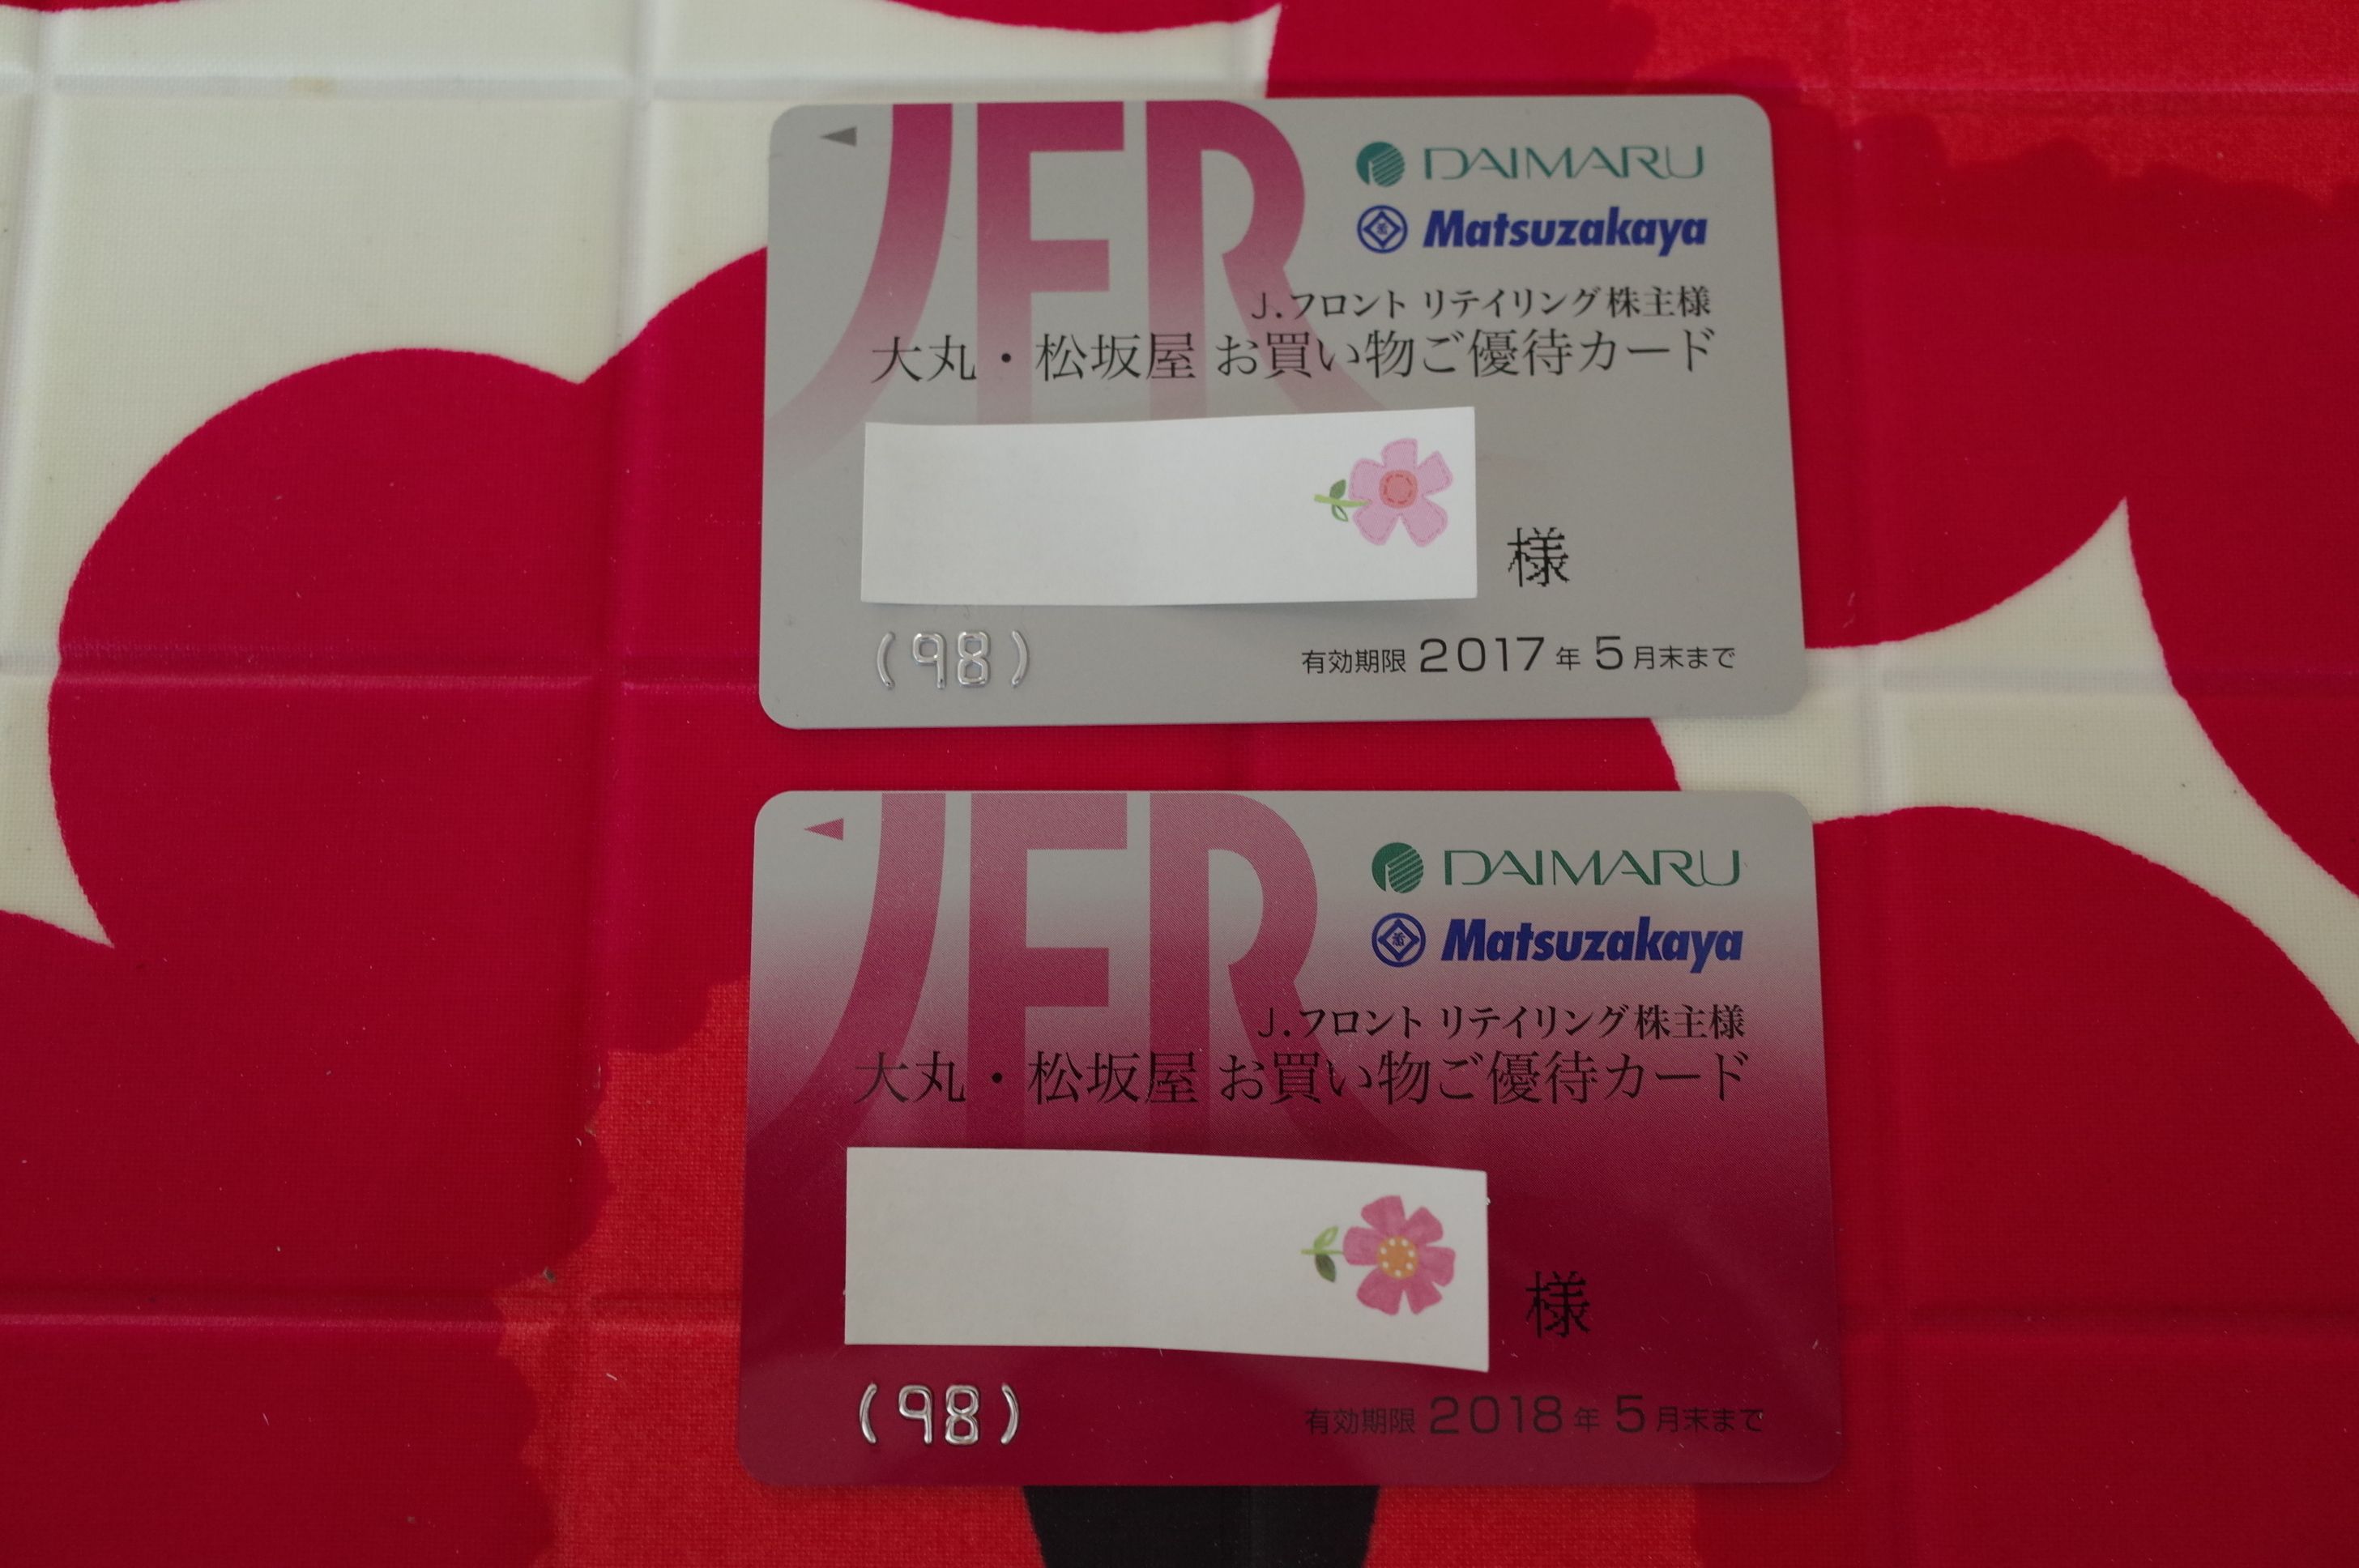 JFR
DAIMARU
Matsuzakaya
J.フロント リテイリング株主様
大丸・松坂屋 お買い物ご優待カード
様
(98)
有効期限 2017年 5月末まで
JFR
DAIMARU
Matsuzakaya
J.フロント リテイリング株主様
大丸・松坂屋 お買い物ご優待カード
様
(98)
有効期限 2018年 5月末まで